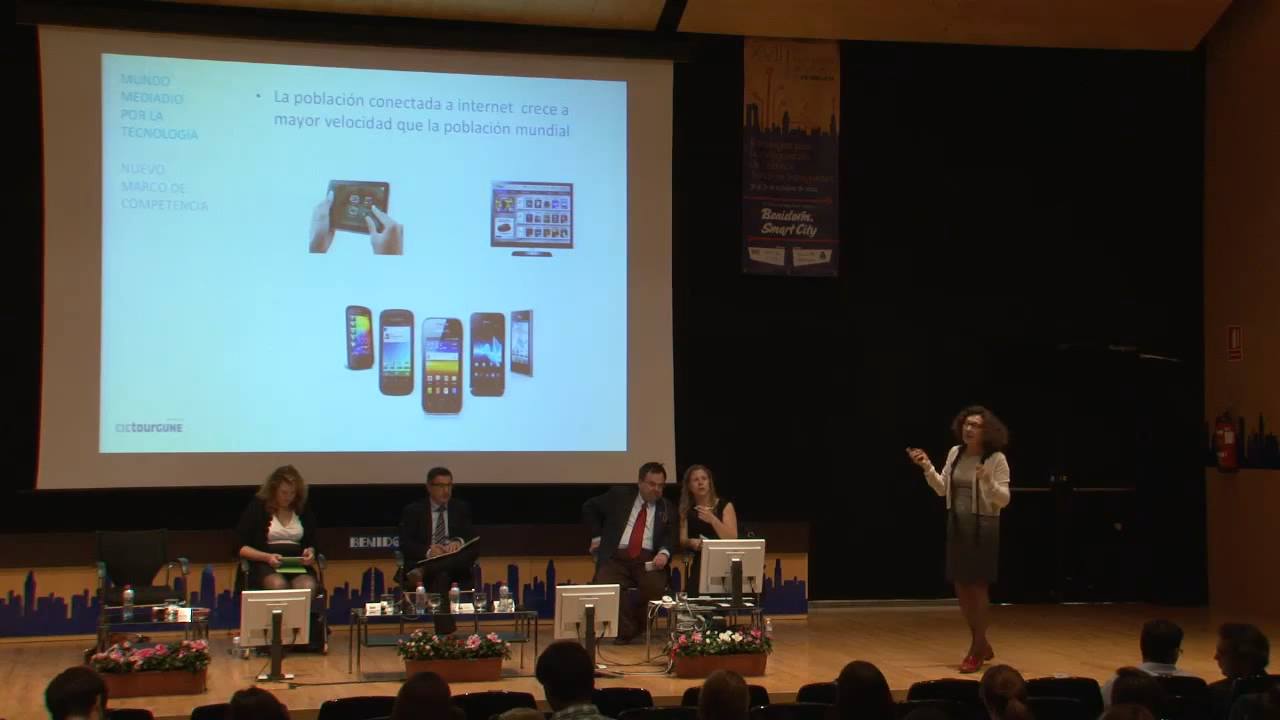 MUNDO
MEDIADO
POR LA
TECNOLOGÍA
NUEVO
MARCO DE
COMPETENCIA
• La población conectada a internet crece a
mayor velocidad que la población mundial
CICtourGUNE
Benidorm,
Smart City
BENIDO